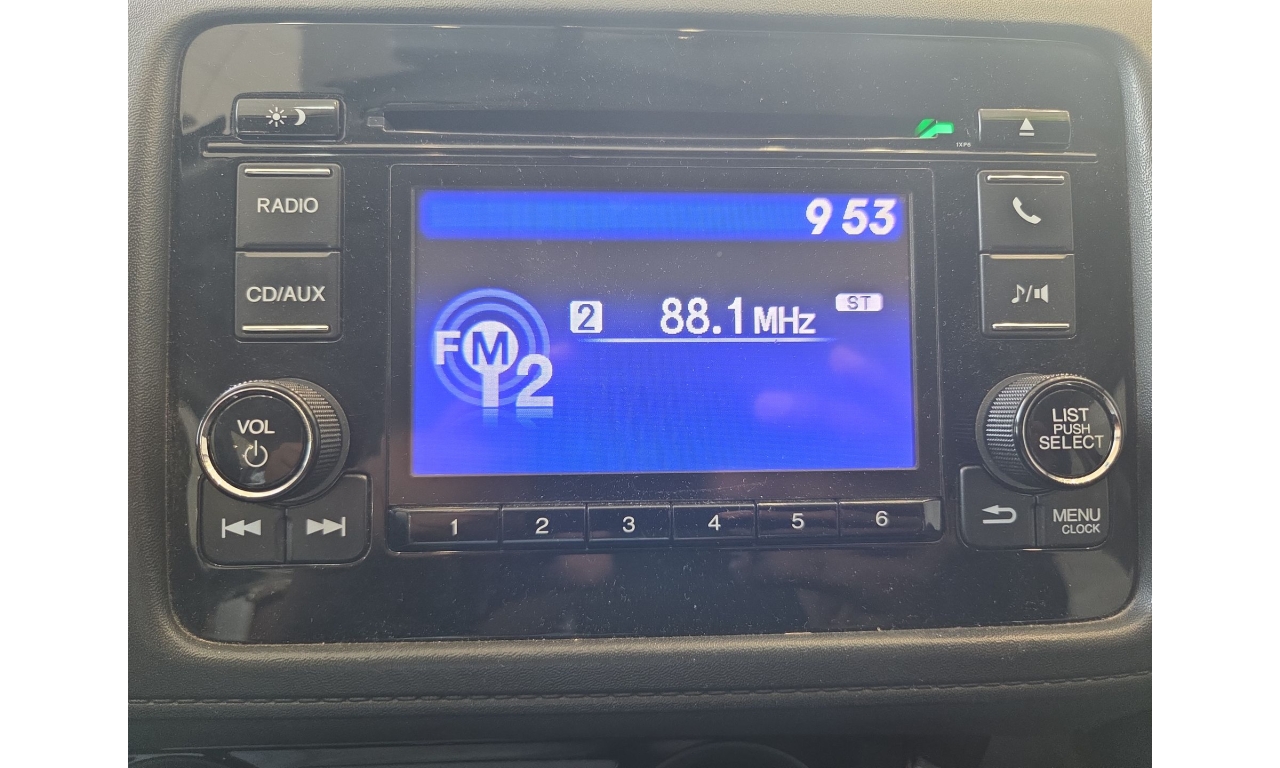 1XP6
RADIO
9 53
CD/AUX
FM
2
2
88.1 MHz
ST
VOL
LIST
PUSH
SELECT
1
2
3
4
5
6
MENU
CLOCK